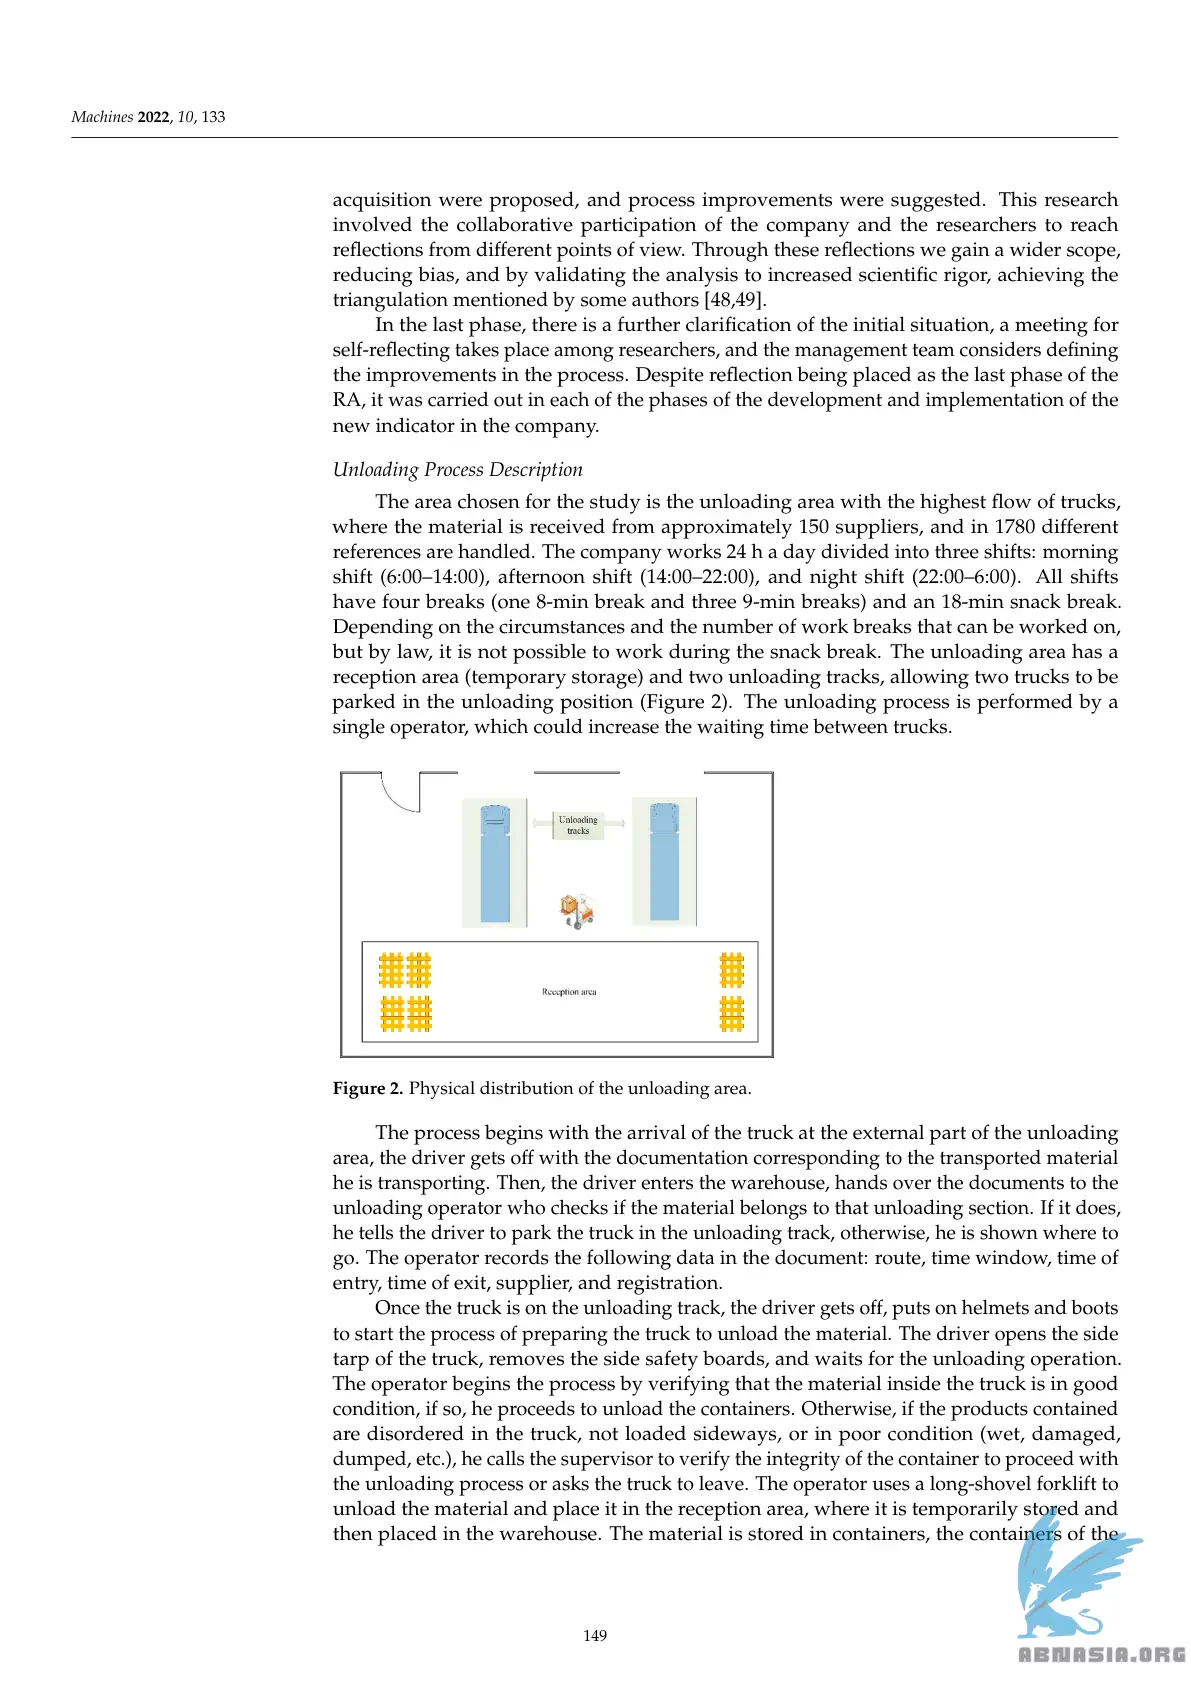 Machines 2022, 10, 133
acquisition were proposed, and process improvements were suggested. This research
involved the collaborative participation of the company and the researchers to reach
reflections from different points of view. Through these reflections we gain a wider scope,
reducing bias, and by validating the analysis to increased scientific rigor, achieving the
triangulation mentioned by some authors [48,49].
In the last phase, there is a further clarification of the initial situation, a meeting for
self-reflecting takes place among researchers, and the management team considers defining
the improvements in the process. Despite reflection being placed as the last phase of the
RA, it was carried out in each of the phases of the development and implementation of the
new indicator in the company.
Unloading Process Description
The area chosen for the study is the unloading area with the highest flow of trucks,
where the material is received from approximately 150 suppliers, and in 1780 different
references are handled. The company works 24 h a day divided into three shifts: morning
shift (6:00–14:00), afternoon shift (14:00–22:00), and night shift (22:00–6:00). All shifts
have four breaks (one 8-min break and three 9-min breaks) and an 18-min snack break.
Depending on the circumstances and the number of work breaks that can be worked on,
but by law, it is not possible to work during the snack break. The unloading area has a
reception area (temporary storage) and two unloading tracks, allowing two trucks to be
parked in the unloading position (Figure 2). The unloading process is performed by a
single operator, which could increase the waiting time between trucks.
Unloading
tracks
Reception area
Figure 2. Physical distribution of the unloading area.
The process begins with the arrival of the truck at the external part of the unloading
area, the driver gets off with the documentation corresponding to the transported material
he is transporting. Then, the driver enters the warehouse, hands over the documents to the
unloading operator who checks if the material belongs to that unloading section. If it does,
he tells the driver to park the truck in the unloading track, otherwise, he is shown where to
go. The operator records the following data in the document: route, time window, time of
entry, time of exit, supplier, and registration.
Once the truck is on the unloading track, the driver gets off, puts on helmets and boots
to start the process of preparing the truck to unload the material. The driver opens the side
tarp of the truck, removes the side safety boards, and waits for the unloading operation.
The operator begins the process by verifying that the material inside the truck is in good
condition, if so, he proceeds to unload the containers. Otherwise, if the products contained
are disordered in the truck, not loaded sideways, or in poor condition (wet, damaged,
dumped, etc.), he calls the supervisor to verify the integrity of the container to proceed with
the unloading process or asks the truck to leave. The operator uses a long-shovel forklift to
unload the material and place it in the reception area, where it is temporarily stored and
then placed in the warehouse. The material is stored in containers, the containers of the
149
ABNASIA.ORG